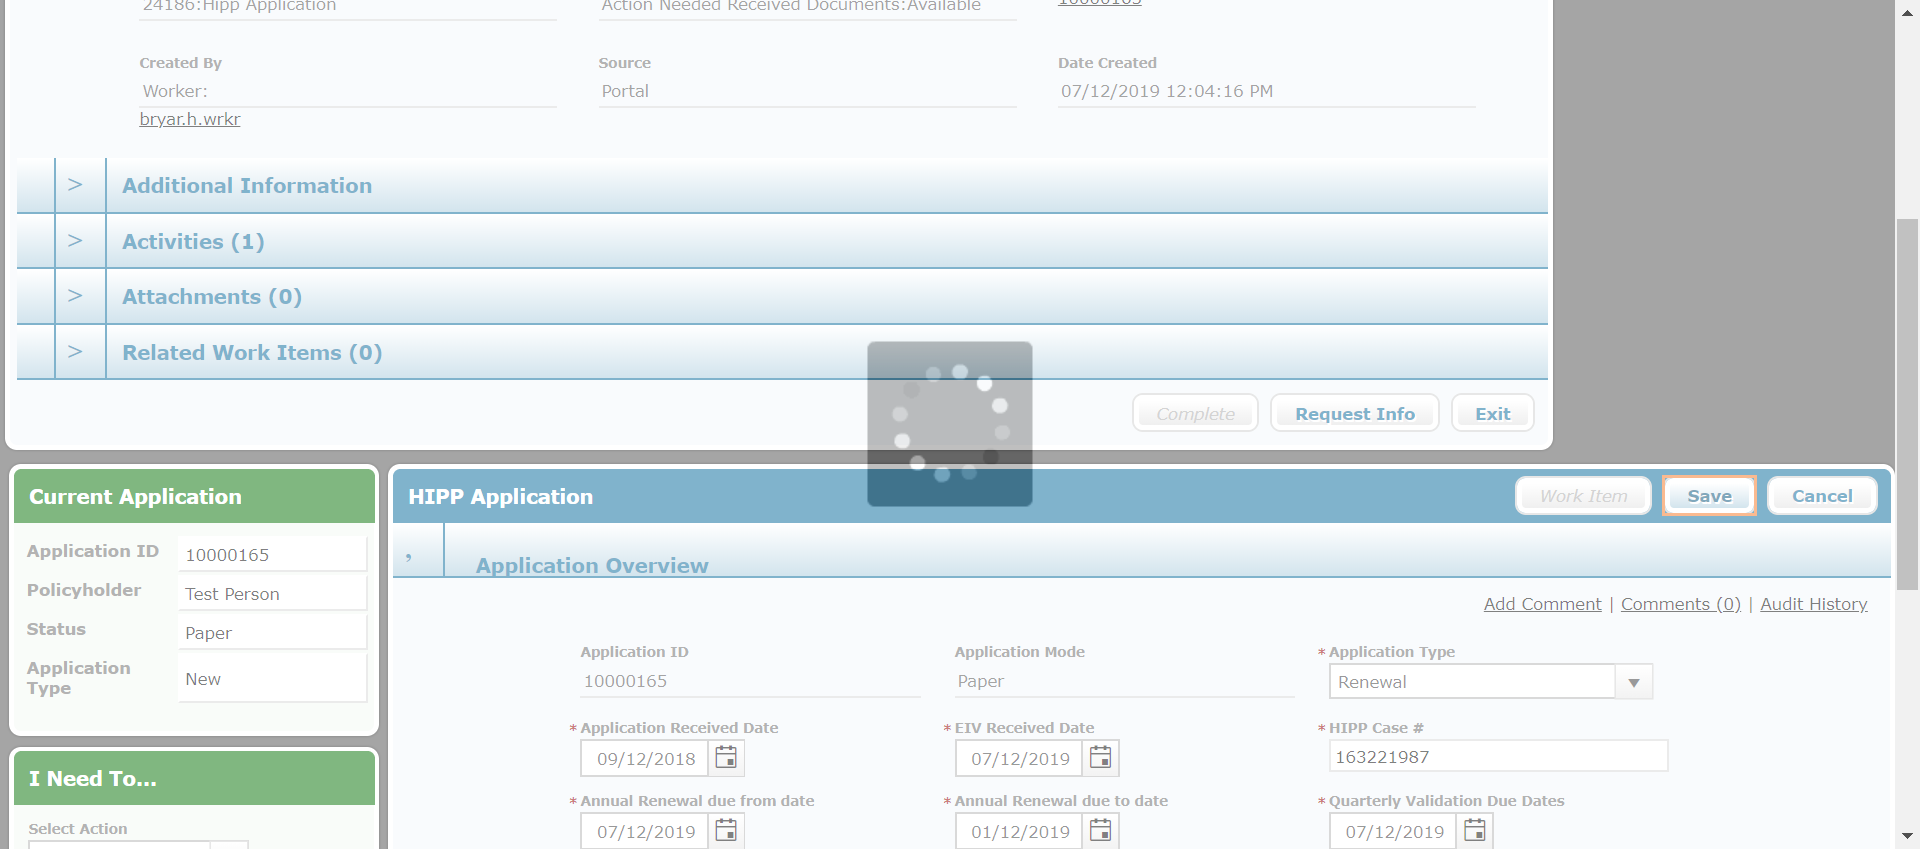 24186:Hipp Application
Action Needed Received Documents:Available
10000165
Created By
Source
Date Created
Worker:
Portal
07/12/2019 12:04:16 PM
bryar.h.wrkr
> Additional Information
> Activities (1)
> Attachments (0)
> Related Work Items (0)
Complete
Request Info
Exit
Current Application
Application ID
10000165
Policyholder
Test Person
Status
Paper
Application
Type
New
I Need To...
Select Action
HIPP Application
Work Item
Save
Cancel
, Application Overview
Add Comment | Comments (0) | Audit History
Application ID
Application Mode
* Application Type
10000165
Paper
Renewal
* Application Received Date
* EIV Received Date
* HIPP Case #
09/12/2018
07/12/2019
163221987
* Annual Renewal due from date
* Annual Renewal due to date
* Quarterly Validation Due Dates
07/12/2019
01/12/2019
07/12/2019